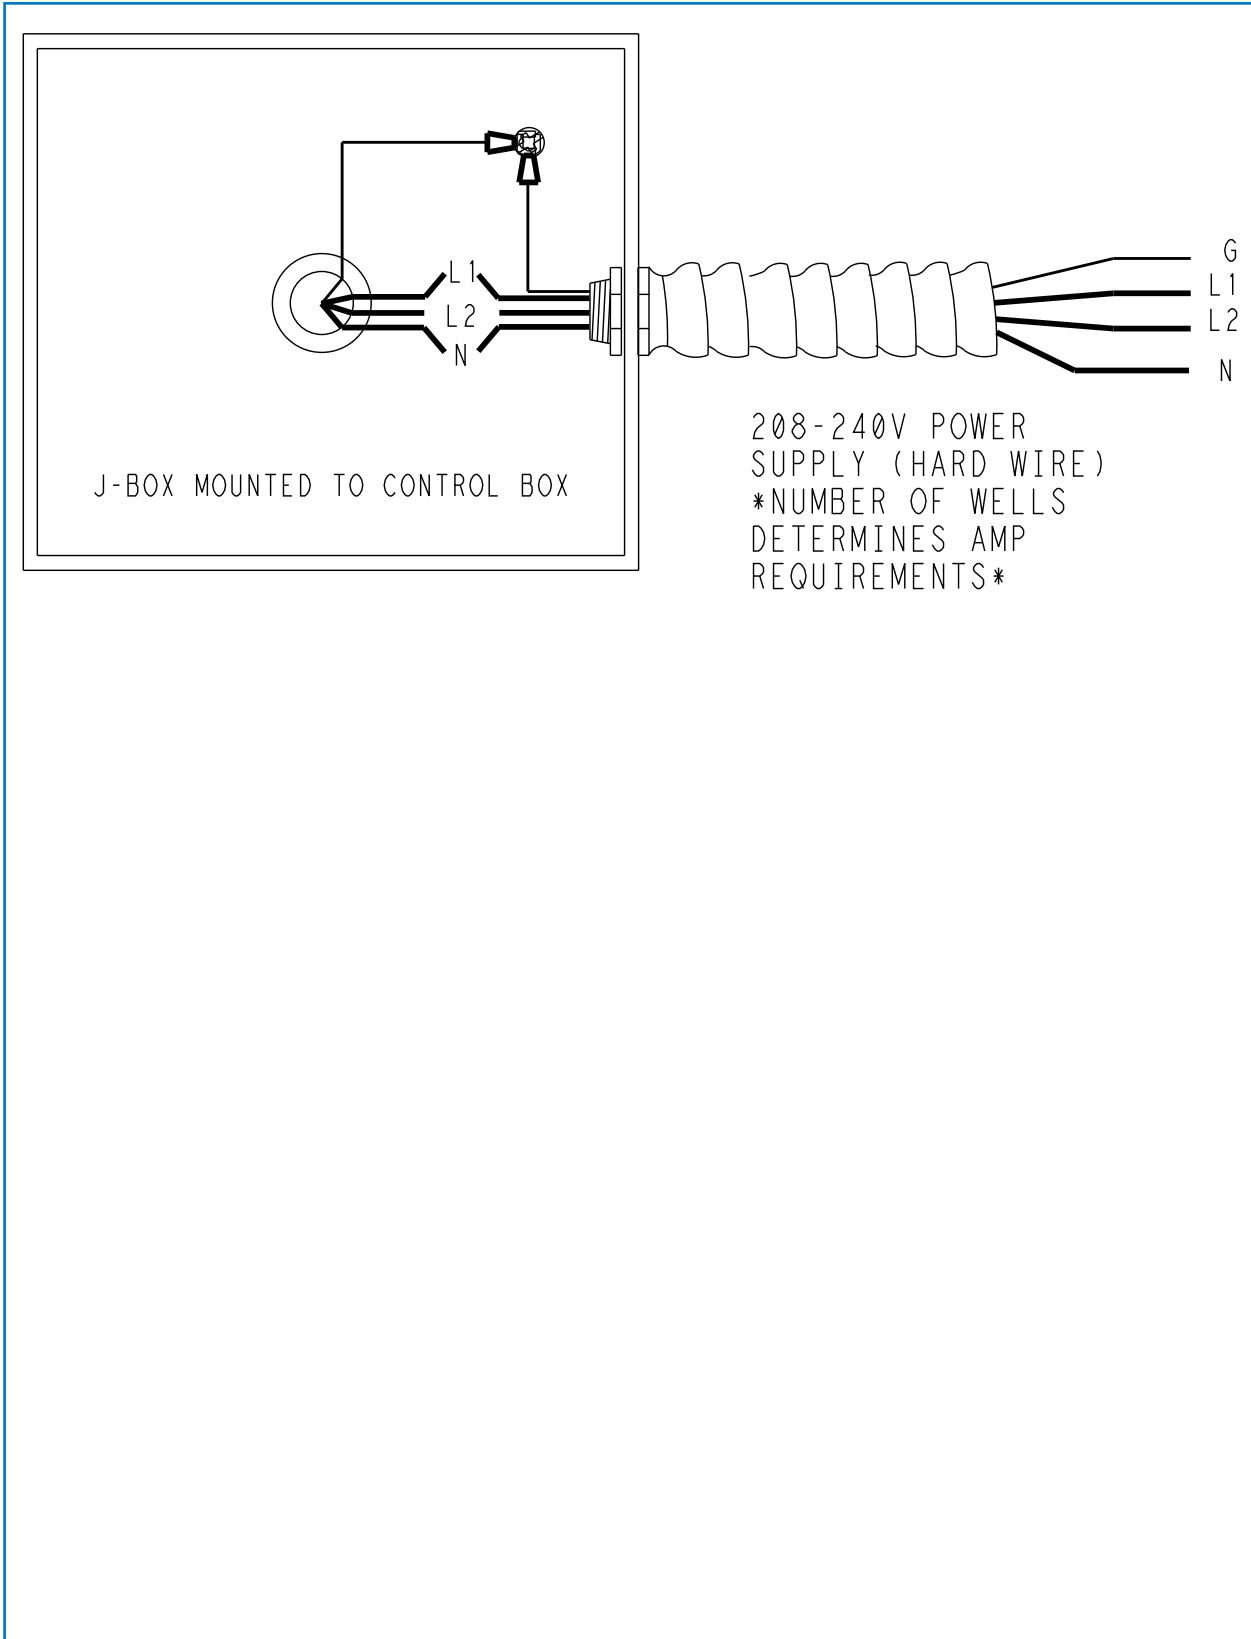 G
L1
L1
L2
L2
N
N
208-240V POWER
SUPPLY (HARD WIRE)
*NUMBER OF WELLS
DETERMINES AMP
REQUIREMENTS*
J-BOX MOUNTED TO CONTROL BOX